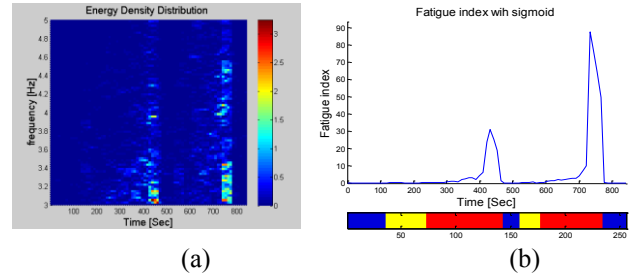 Energy Density Distribution
frequency [Hz]
5
4.8
4.6
4.4
4.2
4
3.8
3.6
3.4
3.2
3
100 200 300 400 500 600 700 800
Time [Sec]
3
2.5
2
1.5
1
0.5
0
(a)
Fatigue index wih sigmoid
Fatigue index
90
80
70
60
50
40
30
20
10
0
0 100 200 300 400 500 600 700 800
Time [Sec]
50 100 150 200 250
(b)